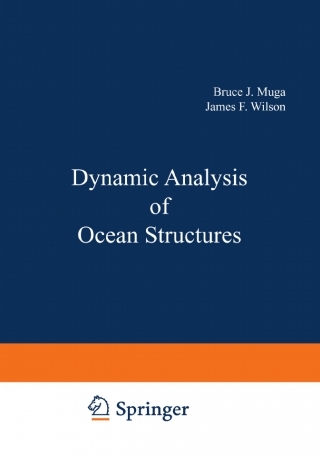 Bruce J. Muga
James F. Wilson
Dynamic Analysis
of
Ocean Structures
Springer